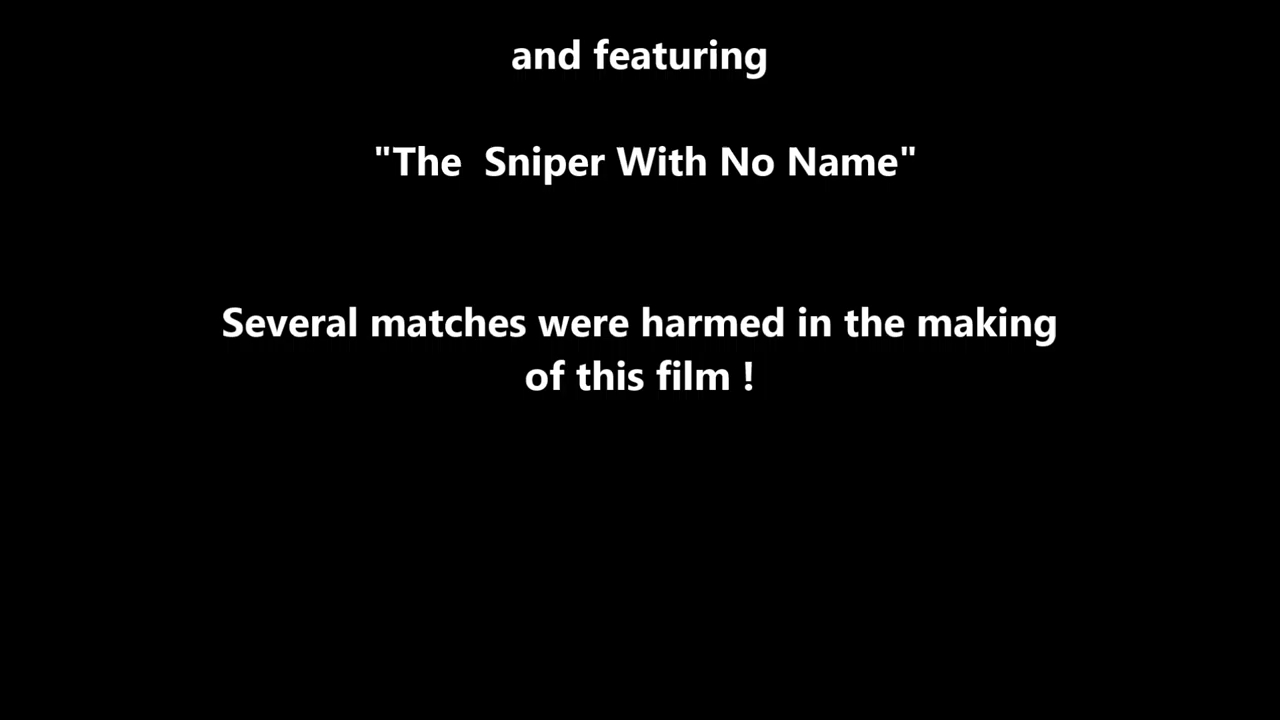 and featuring
"The  Sniper With No Name"
Several matches were harmed in the making
of this film !